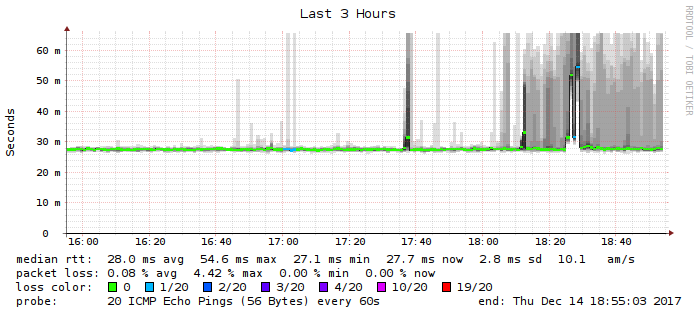 Last 3 Hours
RRDTOOL / TOBI OETIKER
Seconds
60 m
50 m
40 m
30 m
20 m
10 m
0
16:00 16:20 16:40 17:00 17:20 17:40 18:00 18:20 18:40
median rtt: 28.0 ms avg 54.6 ms max 27.1 ms min 27.7 ms now 2.8 ms sd 10.1 am/s
packet loss: 0.08 % avg 4.42 % max 0.00 % min 0.00 % now
loss color: 0 1/20 2/20 3/20 4/20 10/20 19/20
probe: 20 ICMP Echo Pings (56 Bytes) every 60s end: Thu Dec 14 18:55:03 2017